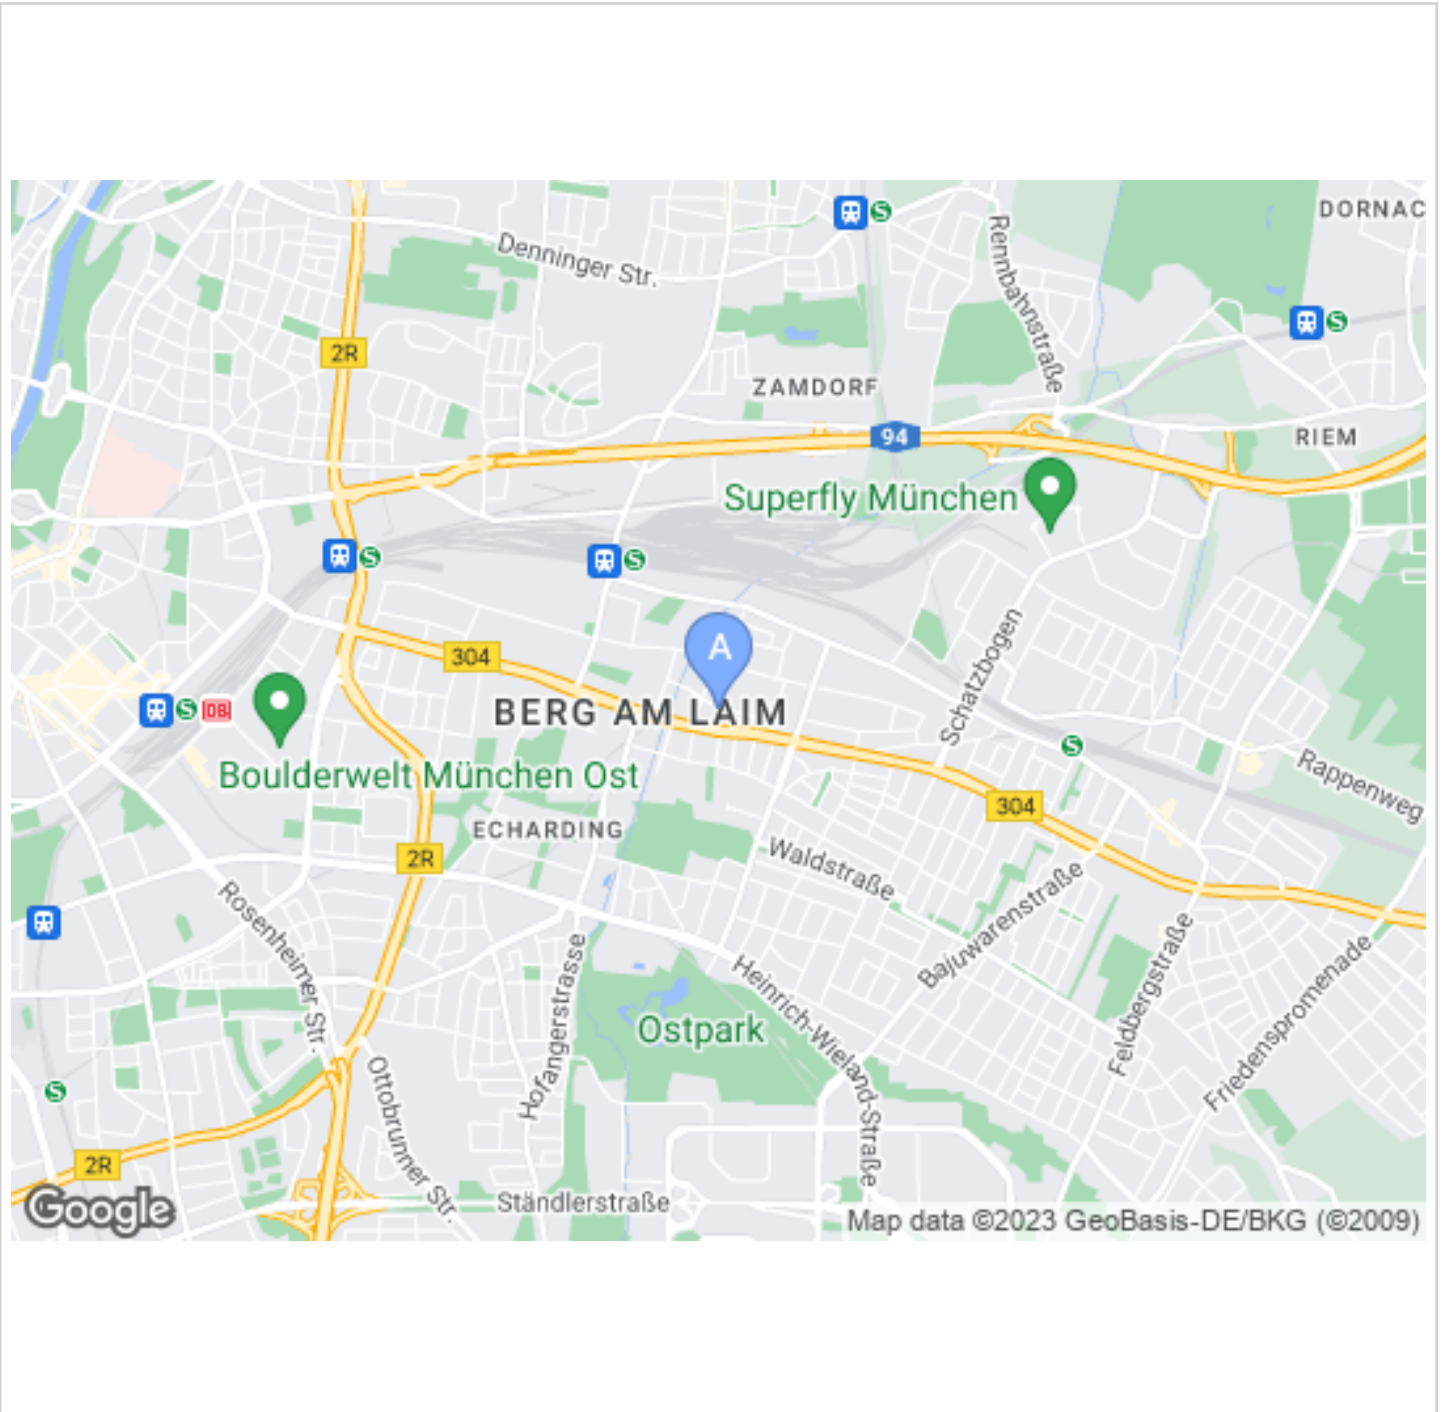 DORNAC
Denninger Str.
Rennbahnstraße
2R
ZAMDORF
94
RIEM
Superfly München
304
A
BERG AM LAIM
Schatzbogen
DB
Boulderwelt München Ost
Rappenweg
ECHARDING
304
2R
Waldstraße
Rosenheimer Str.
Bajuwarenstraße
Feldbergstraße
Friedenspromenade
Hofangerstrasse
Heinrich-Wieland-Straße
Ostpark
Ottobrunner Str.
2R
Ständlerstraße
Google
Map data ©2023 GeoBasis-DE/BKG (©2009)
S
S
S
S
S
S
S